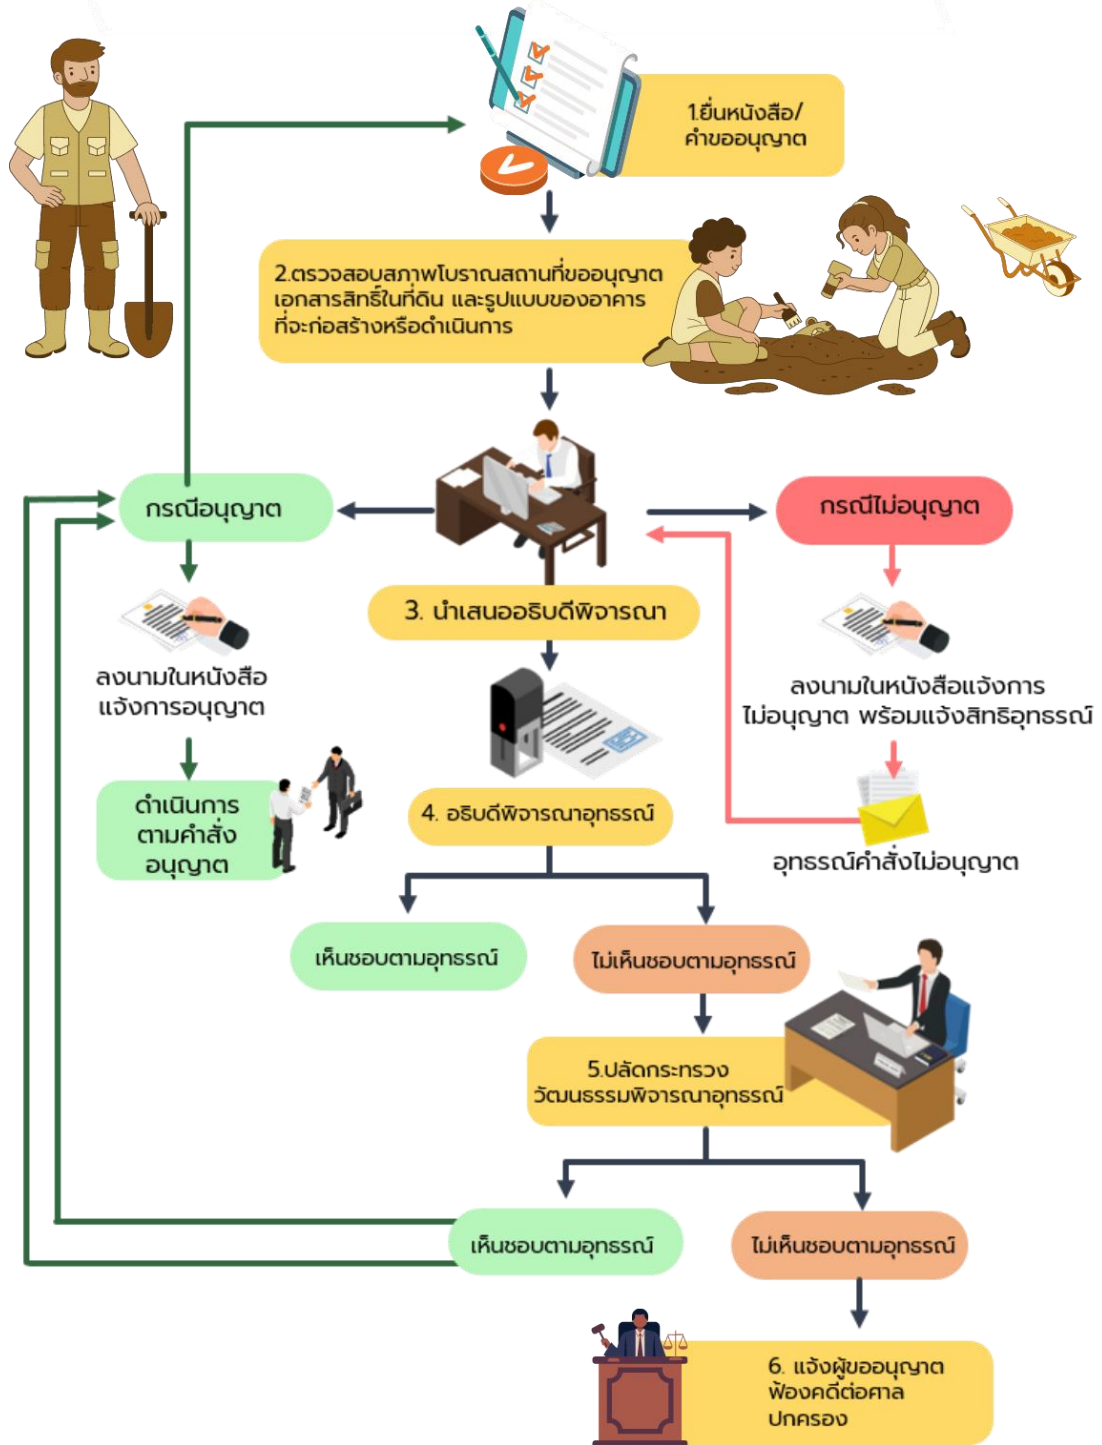 1.ยื่นหนังสือ/
คำขออนุญาต
2.ตรวจสอบสภาพโบราณสถานที่ขออนุญาต
เอกสารสิทธิ์ในที่ดิน และรูปแบบของอาคาร
ที่จะก่อสร้างหรือดำเนินการ
กรณีอนุญาต
กรณีไม่อนุญาต
3. นำเสนออธิบดีพิจารณา
ลงนามในหนังสือ
แจ้งการอนุญาต
ลงนามในหนังสือแจ้งการ
ไม่อนุญาต พร้อมแจ้งสิทธิอุทธรณ์
ดำเนินการ
ตามคำสั่ง
อนุญาต
4. อธิบดีพิจารณาอุทธรณ์
อุทธรณ์คำสั่งไม่อนุญาต
เห็นชอบตามอุทธรณ์
ไม่เห็นชอบตามอุทธรณ์
5.ปลัดกระทรวง
วัฒนธรรมพิจารณาอุทธรณ์
เห็นชอบตามอุทธรณ์
ไม่เห็นชอบตามอุทธรณ์
6. แจ้งผู้ขออนุญาต
ฟ้องคดีต่อศาล
ปกครอง